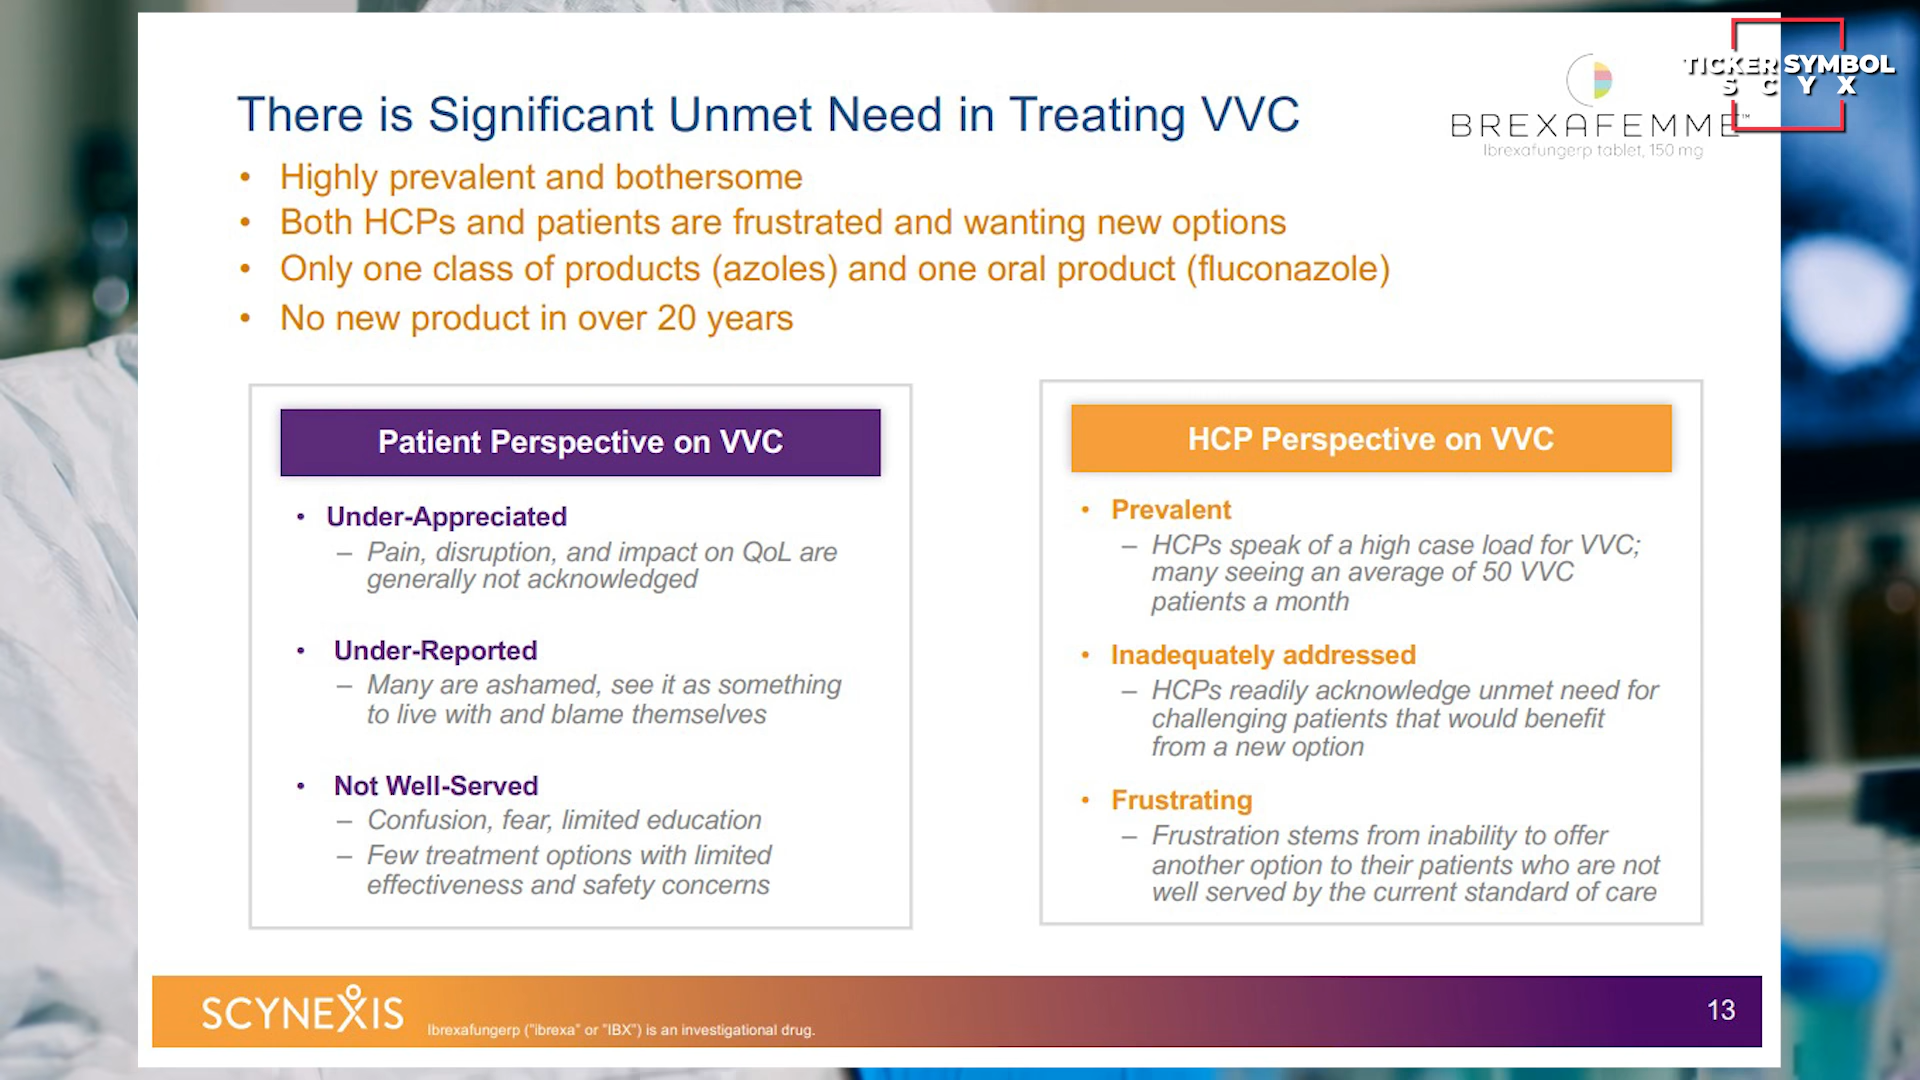 There is Significant Unmet Need in Treating VVC
TICKER SYMBOL
S C Y X
BREXAFEMME™
Ibrexafungerp tablet, 150 mg
• Highly prevalent and bothersome
• Both HCPs and patients are frustrated and wanting new options
• Only one class of products (azoles) and one oral product (fluconazole)
• No new product in over 20 years
Patient Perspective on VVC
• Under-Appreciated
– Pain, disruption, and impact on QoL are
generally not acknowledged
• Under-Reported
– Many are ashamed, see it as something
to live with and blame themselves
• Not Well-Served
– Confusion, fear, limited education
– Few treatment options with limited
effectiveness and safety concerns
HCP Perspective on VVC
• Prevalent
– HCPs speak of a high case load for VVC;
many seeing an average of 50 VVC
patients a month
• Inadequately addressed
– HCPs readily acknowledge unmet need for
challenging patients that would benefit
from a new option
• Frustrating
– Frustration stems from inability to offer
another option to their patients who are not
well served by the current standard of care
SCYNEXIS
Ibrexafungerp ("ibrexa" or "IBX") is an investigational drug.
13